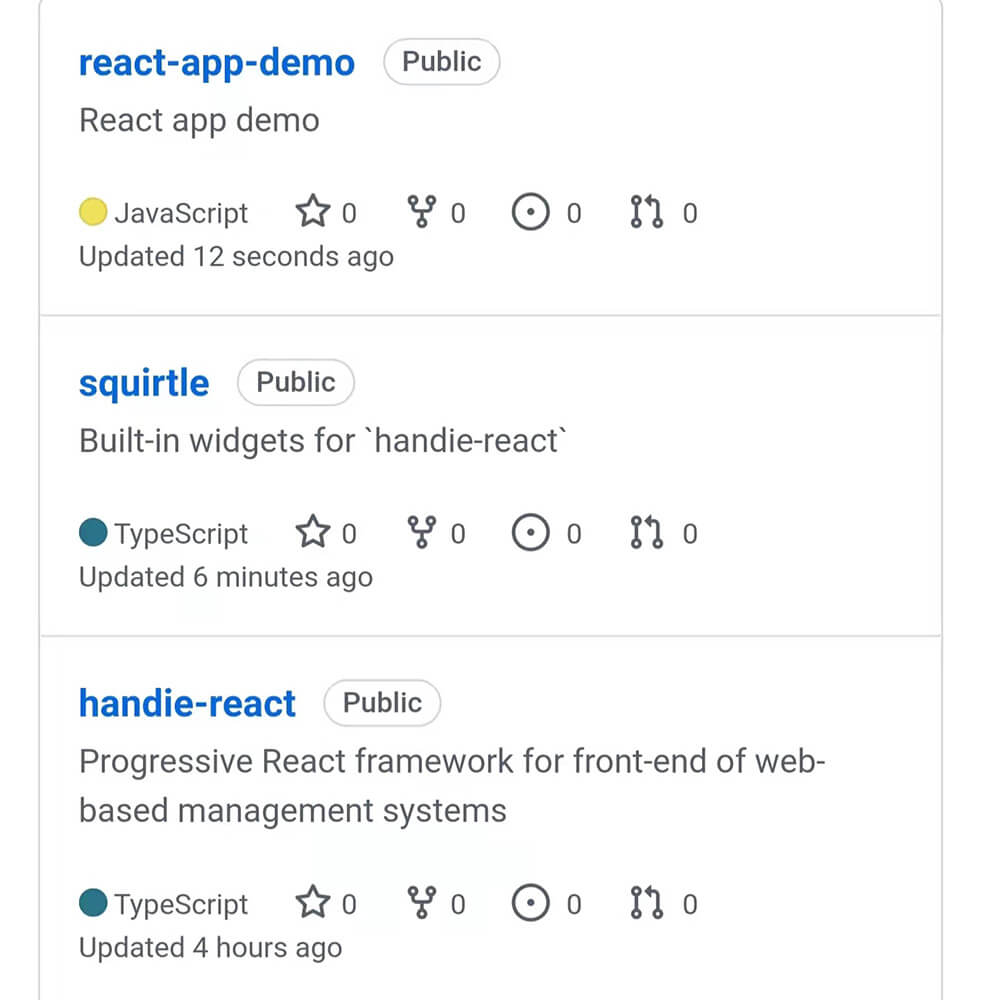 react-app-demo Public
React app demo
JavaScript 0 0 0 0
Updated 12 seconds ago
squirtle Public
Built-in widgets for `handie-react`
TypeScript 0 0 0 0
Updated 6 minutes ago
handie-react Public
Progressive React framework for front-end of web-
based management systems
TypeScript 0 0 0 0
Updated 4 hours ago